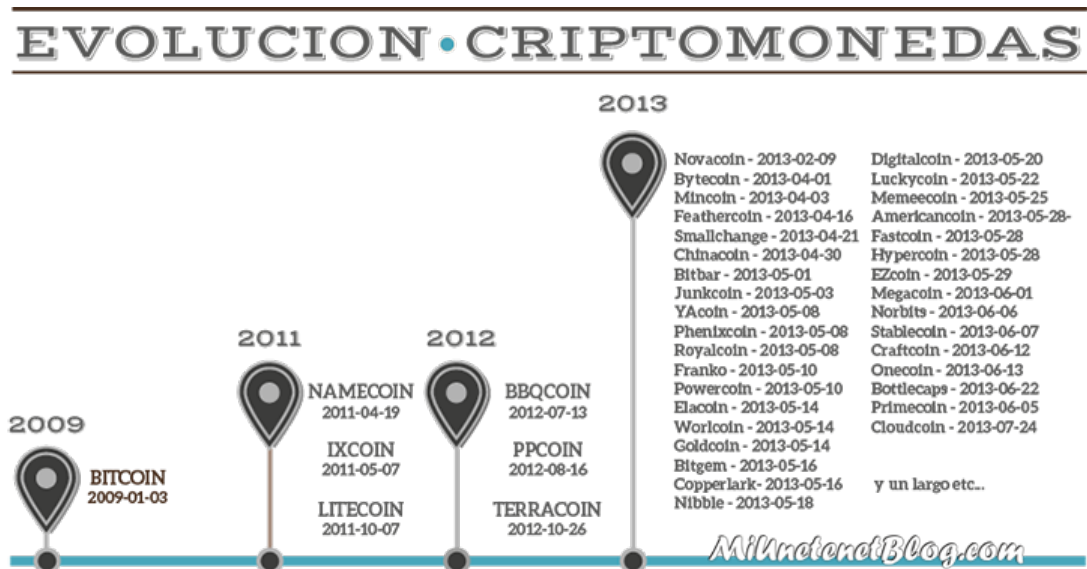 EVOLUCION • CRIPTOMONEDAS
2009
BITCOIN
2009-01-03
2011
NAMECOIN
2011-04-19
IXCOIN
2011-05-07
LITECOIN
2011-10-07
2012
BBQCOIN
2012-07-13
PPCOIN
2012-08-16
TERRACOIN
2012-10-26
2013
Novacoin - 2013-02-09
Bytecoin - 2013-04-01
Mincoin - 2013-04-03
Feathercoin - 2013-04-16
Smallchange - 2013-04-21
Chinacoin - 2013-04-30
Bitbar - 2013-05-01
Junkcoin - 2013-05-03
YAcoin - 2013-05-08
Phenixcoin - 2013-05-08
Royalcoin - 2013-05-08
Franko - 2013-05-10
Powercoin - 2013-05-10
Elacoin - 2013-05-14
Worlcoin - 2013-05-14
Goldcoin - 2013-05-14
Bitgem - 2013-05-16
Copperlark- 2013-05-16
Nibble - 2013-05-18
Digitalcoin - 2013-05-20
Luckycoin - 2013-05-22
Memeecoin - 2013-05-25
Americancoin - 2013-05-28-
Fastcoin - 2013-05-28
Hypercoin - 2013-05-28
EZcoin - 2013-05-29
Megacoin - 2013-06-01
Norbits - 2013-06-06
Stablecoin - 2013-06-07
Craftcoin - 2013-06-12
Onecoin - 2013-06-13
Bottlecaps - 2013-06-22
Primecoin - 2013-06-05
Cloudcoin - 2013-07-24
y un largo etc...
MiUnetenetBlog.com